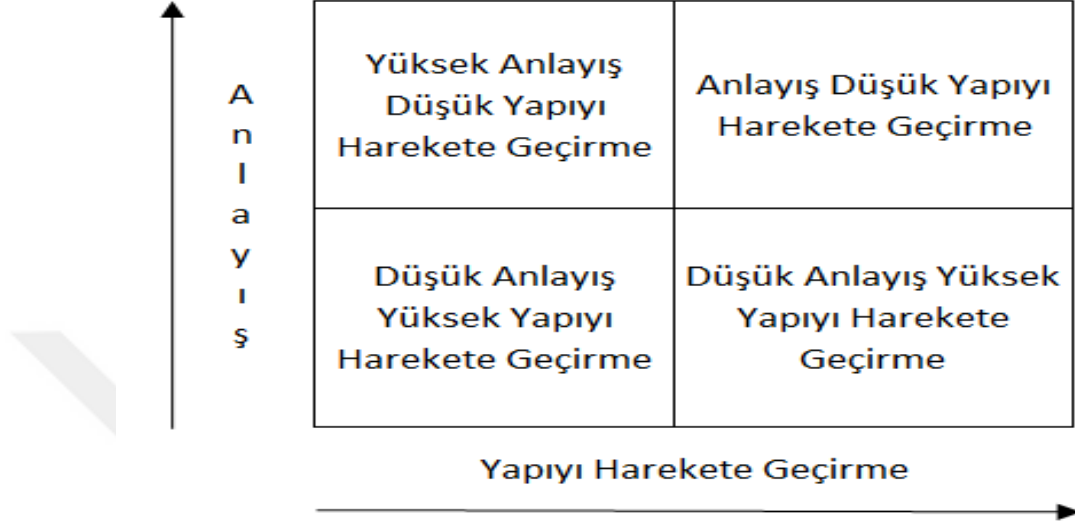 Anlayış
Yüksek Anlayış
Düşük Yapıyı
Harekete Geçirme
Anlayış Düşük Yapıyı
Harekete Geçirme
Düşük Anlayış
Yüksek Yapıyı
Harekete Geçirme
Düşük Anlayış Yüksek
Yapıyı Harekete
Geçirme
Yapıyı Harekete Geçirme